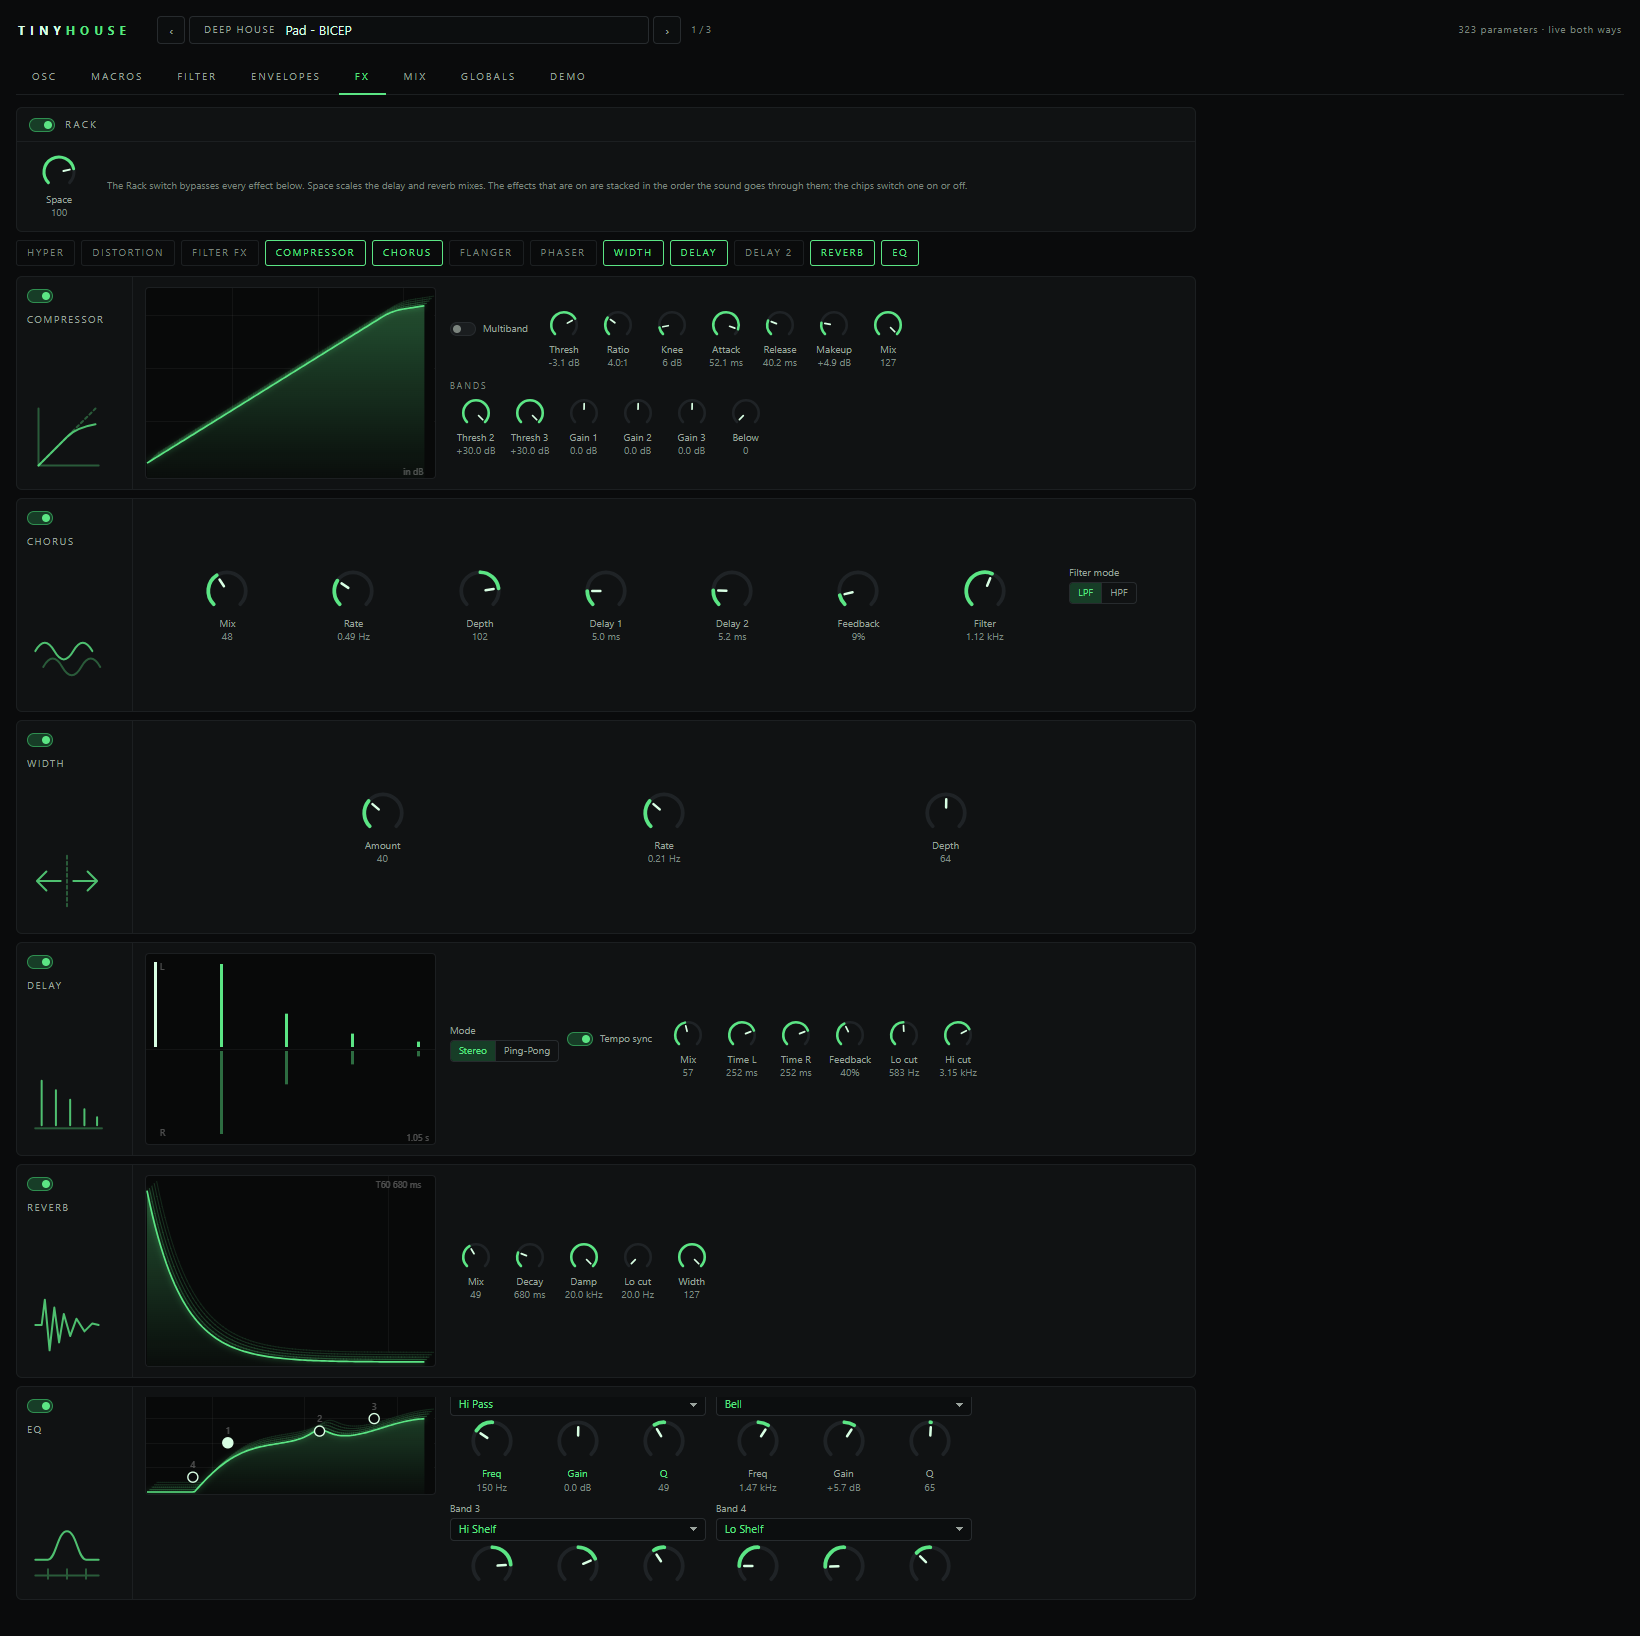 TINYHOUSE
‹ DEEP HOUSE Pad - BICEP › 1 / 3 323 parameters · live both ways
OSC MACROS FILTER ENVELOPES FX MIX GLOBALS DEMO
RACK
The Rack switch bypasses every effect below. Space scales the delay and reverb mixes. The effects that are on are stacked in the order the sound goes through them; the chips switch one on or off.
Space
100
HYPER DISTORTION FILTER FX COMPRESSOR CHORUS FLANGER PHASER WIDTH DELAY DELAY 2 REVERB EQ
COMPRESSOR
in dB
Multiband
Thresh Ratio Knee Attack Release Makeup Mix
-3.1 dB 4.0:1 6 dB 52.1 ms 40.2 ms +4.9 dB 127
BANDS
Thresh 2 Thresh 3 Gain 1 Gain 2 Gain 3 Below
+30.0 dB +30.0 dB 0.0 dB 0.0 dB 0.0 dB 0
CHORUS
Mix Rate Depth Delay 1 Delay 2 Feedback Filter
48 0.49 Hz 102 5.0 ms 5.2 ms 9% 1.12 kHz
Filter mode
LPF HPF
WIDTH
Amount Rate Depth
40 0.21 Hz 64
DELAY
L
R
1.05 s
Mode
Stereo Ping-Pong
Tempo sync
Mix Time L Time R Feedback Lo cut Hi cut
57 252 ms 252 ms 40% 583 Hz 3.15 kHz
REVERB
T60 680 ms
Mix Decay Damp Lo cut Width
49 680 ms 20.0 kHz 20.0 Hz 127
EQ
1 2 3 4
Hi Pass Bell
Freq Gain Q Freq Gain Q
150 Hz 0.0 dB 49 1.47 kHz +5.7 dB 65
Band 3 Band 4
Hi Shelf Lo Shelf